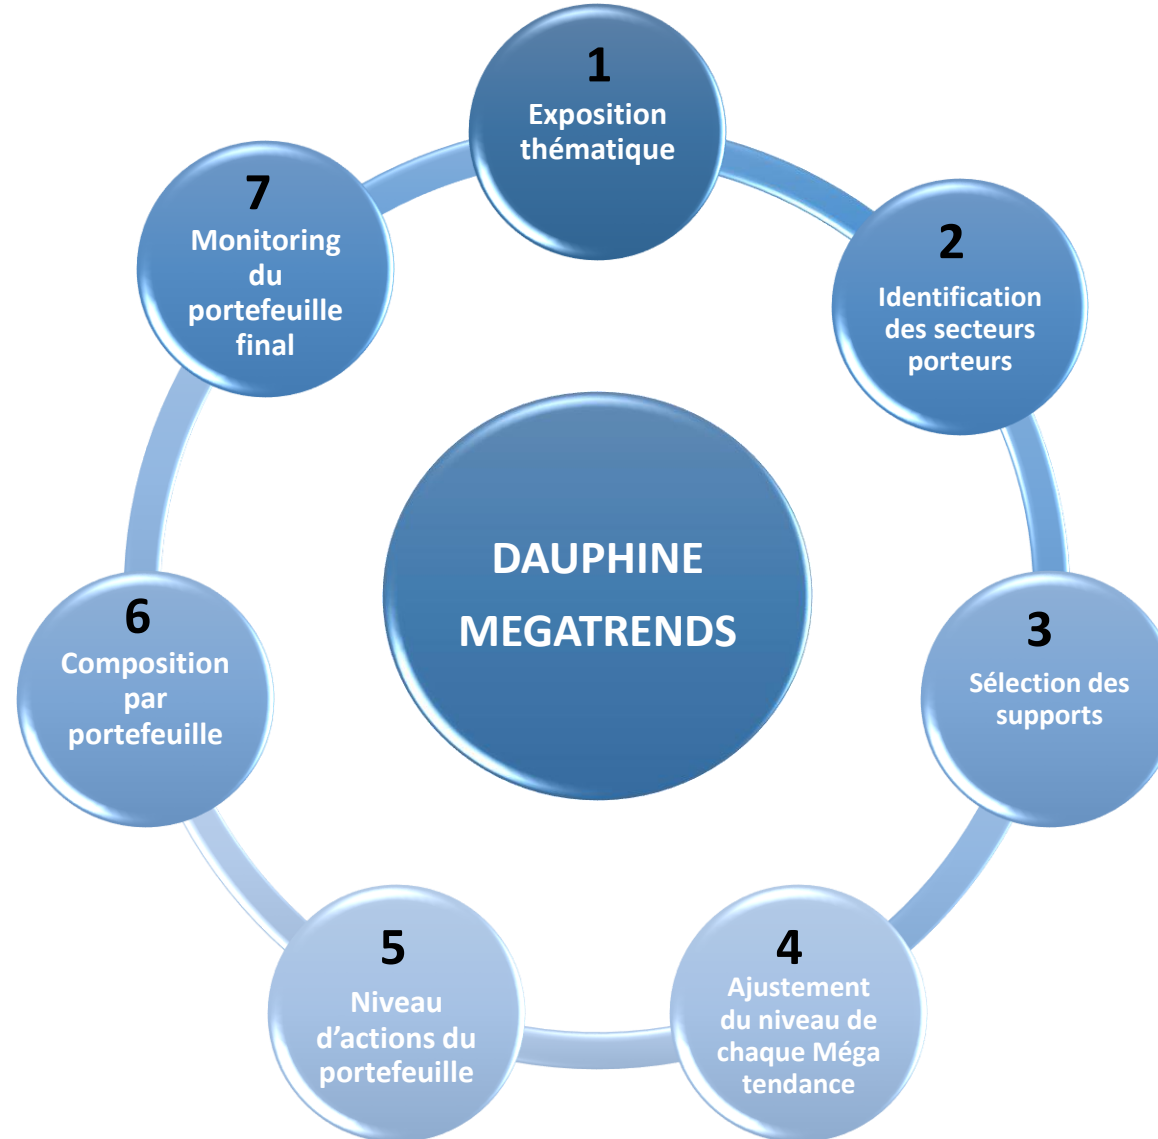 1
Exposition
thématique
2
Identification
des secteurs
porteurs
3
Sélection des
supports
4
Ajustement
du niveau de
chaque Méga
tendance
5
Niveau
d’actions du
portefeuille
6
Composition
par
portefeuille
7
Monitoring
du
portefeuille
final
DAUPHINE
MEGATRENDS